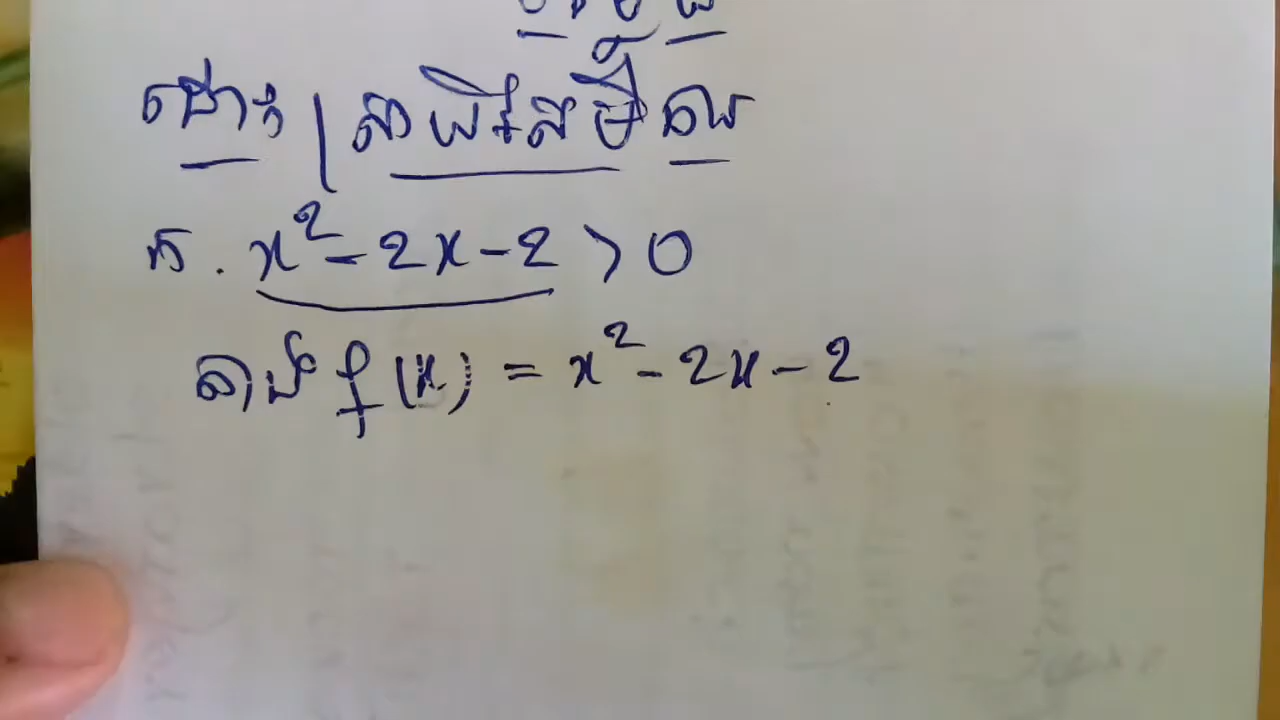 ដោះស្រាយវិសមីការ
ក. x² - 2x - 2 > 0
តាង f(x) = x² - 2x - 2